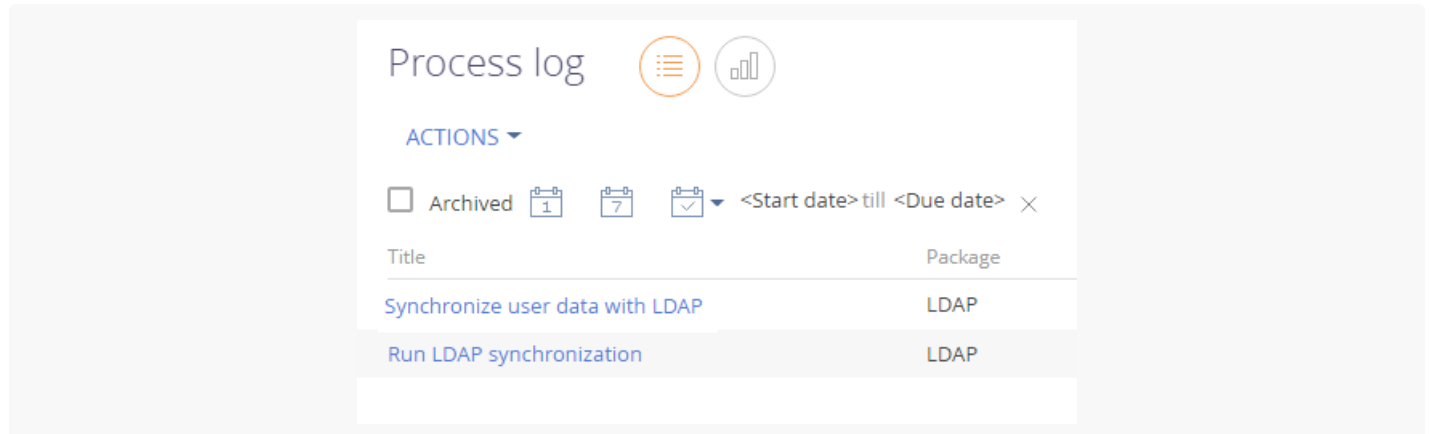 Process log
ACTIONS
Archived 1 7 <Start date> till <Due date>
Title Package
Synchronize user data with LDAP LDAP
Run LDAP synchronization LDAP